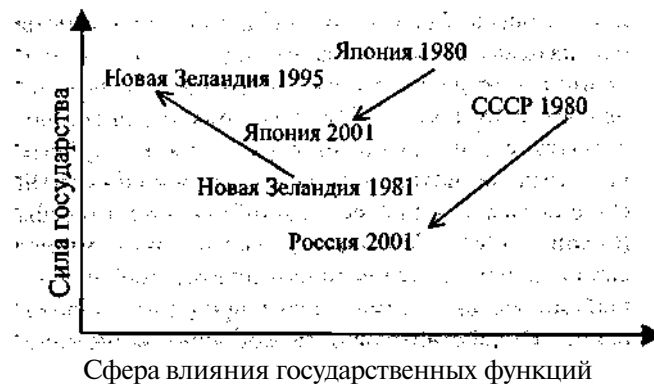 Сила государства
Япония 1980
Новая Зеландия 1995
СССР 1980
Япония 2001
Новая Зеландия 1981
Россия 2001
Сфера влияния государственных функций